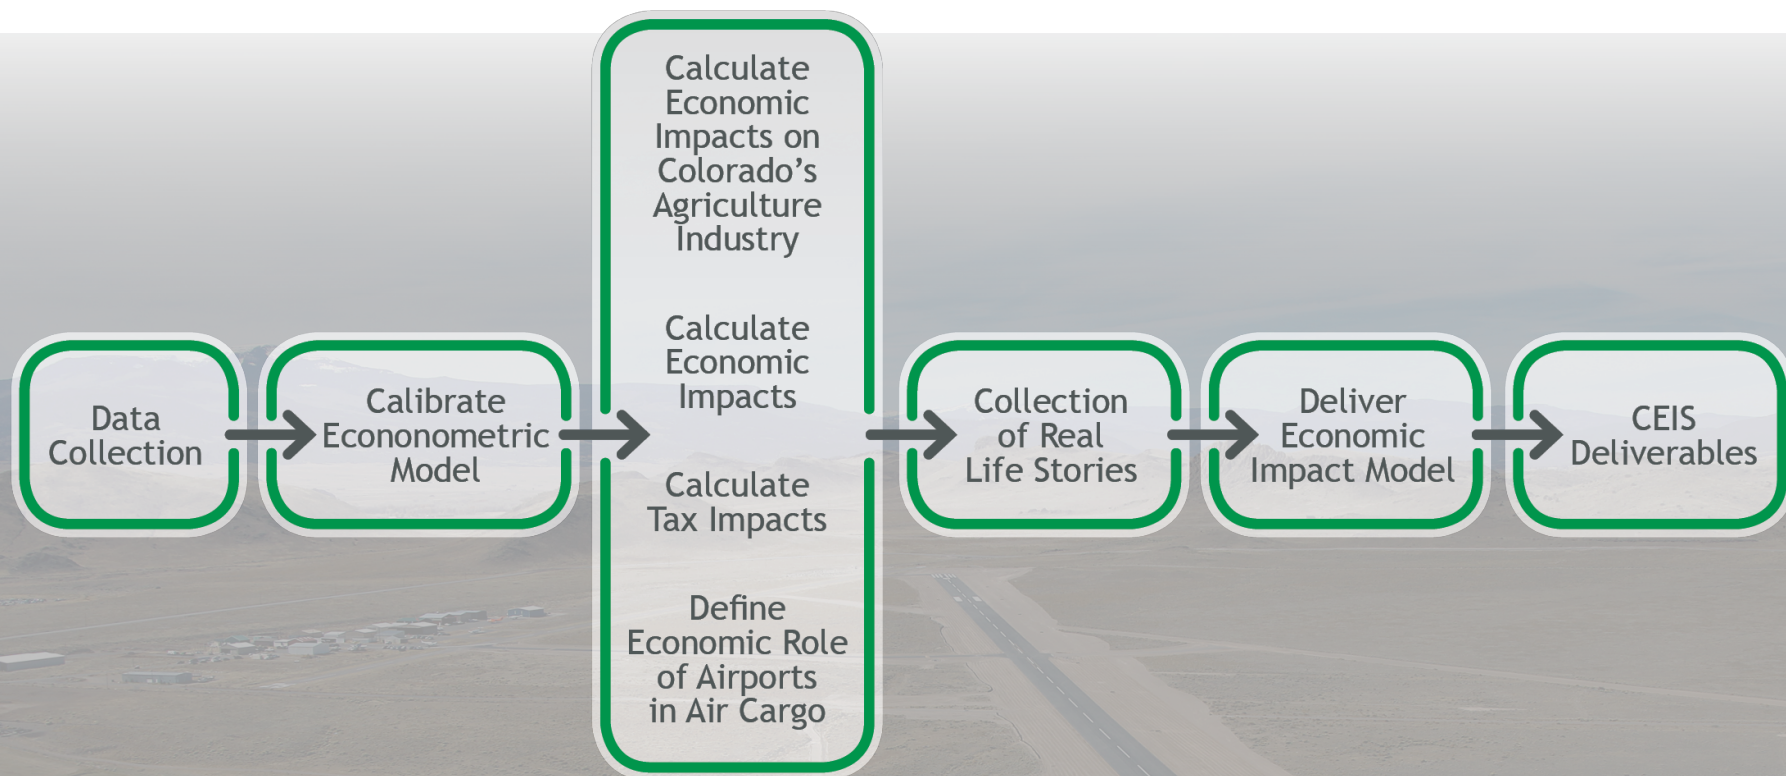 Data
Collection
Calibrate
Econonometric
Model
Calculate
Economic
Impacts on
Colorado’s
Agriculture
Industry
Calculate
Economic
Impacts
Calculate
Tax Impacts
Define
Economic Role
of Airports
in Air Cargo
Collection
of Real
Life Stories
Deliver
Economic
Impact Model
CEIS
Deliverables